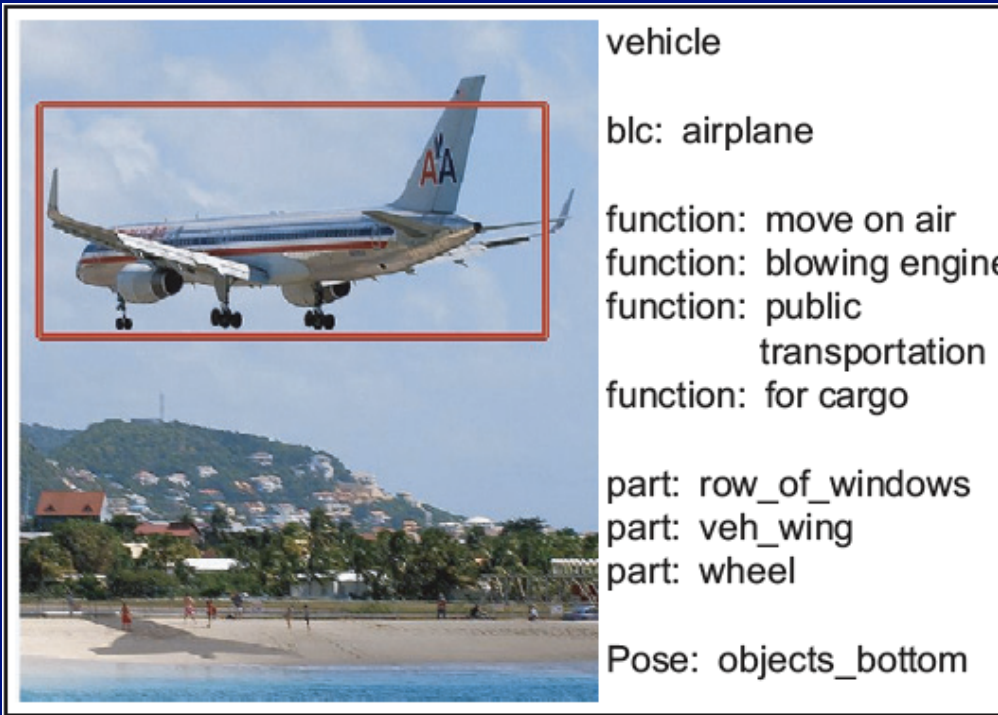 AA
vehicle
blc: airplane
function: move on air
function: blowing engine
function: public
transportation
function: for cargo
part: row_of_windows
part: veh_wing
part: wheel
Pose: objects_bottom